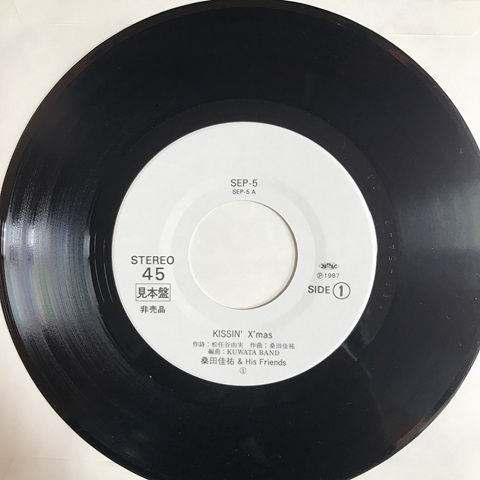 SEP-5
SEP-5 A
STEREO
45
見本盤
非売品
℗1987
SIDE ①
KISSIN' X'mas
作詩:松任谷由実 作曲:桑田佳祐
編曲:KUWATA BAND
桑田佳祐 & His Friends
①